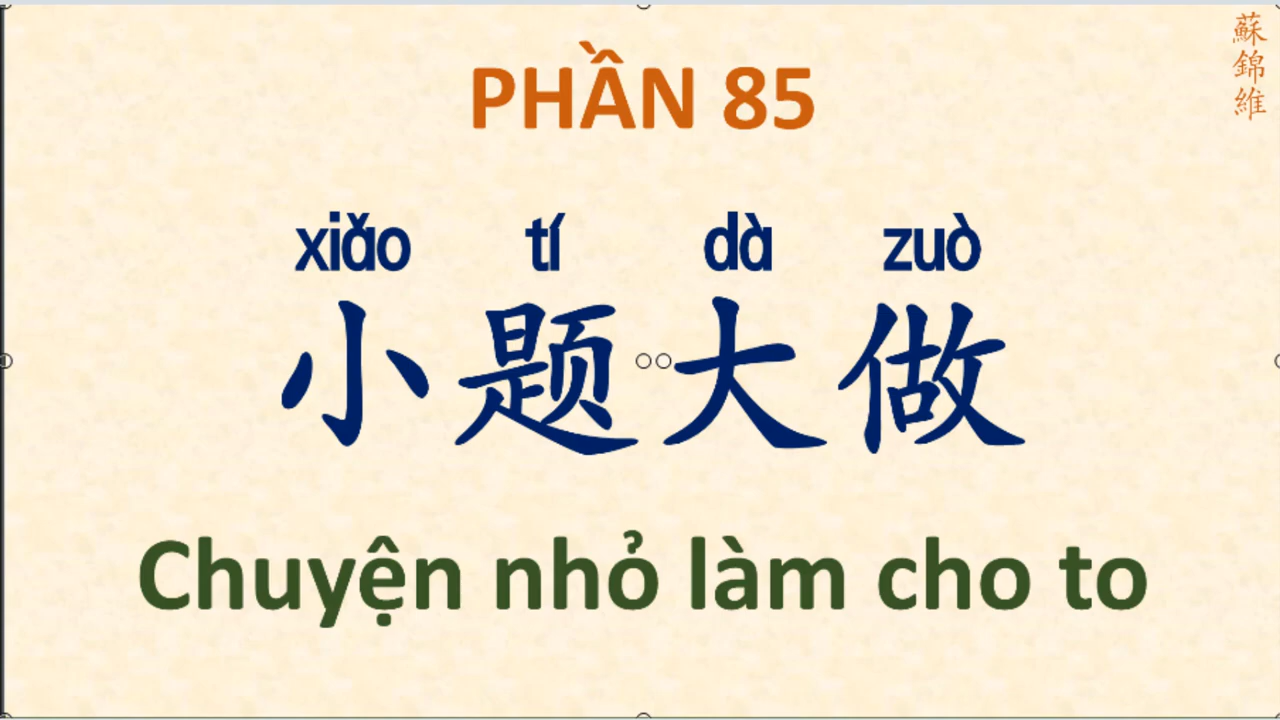 PHẦN 85
蘇錦維
xiǎo tí dà zuò
小题大做
Chuyện nhỏ làm cho to